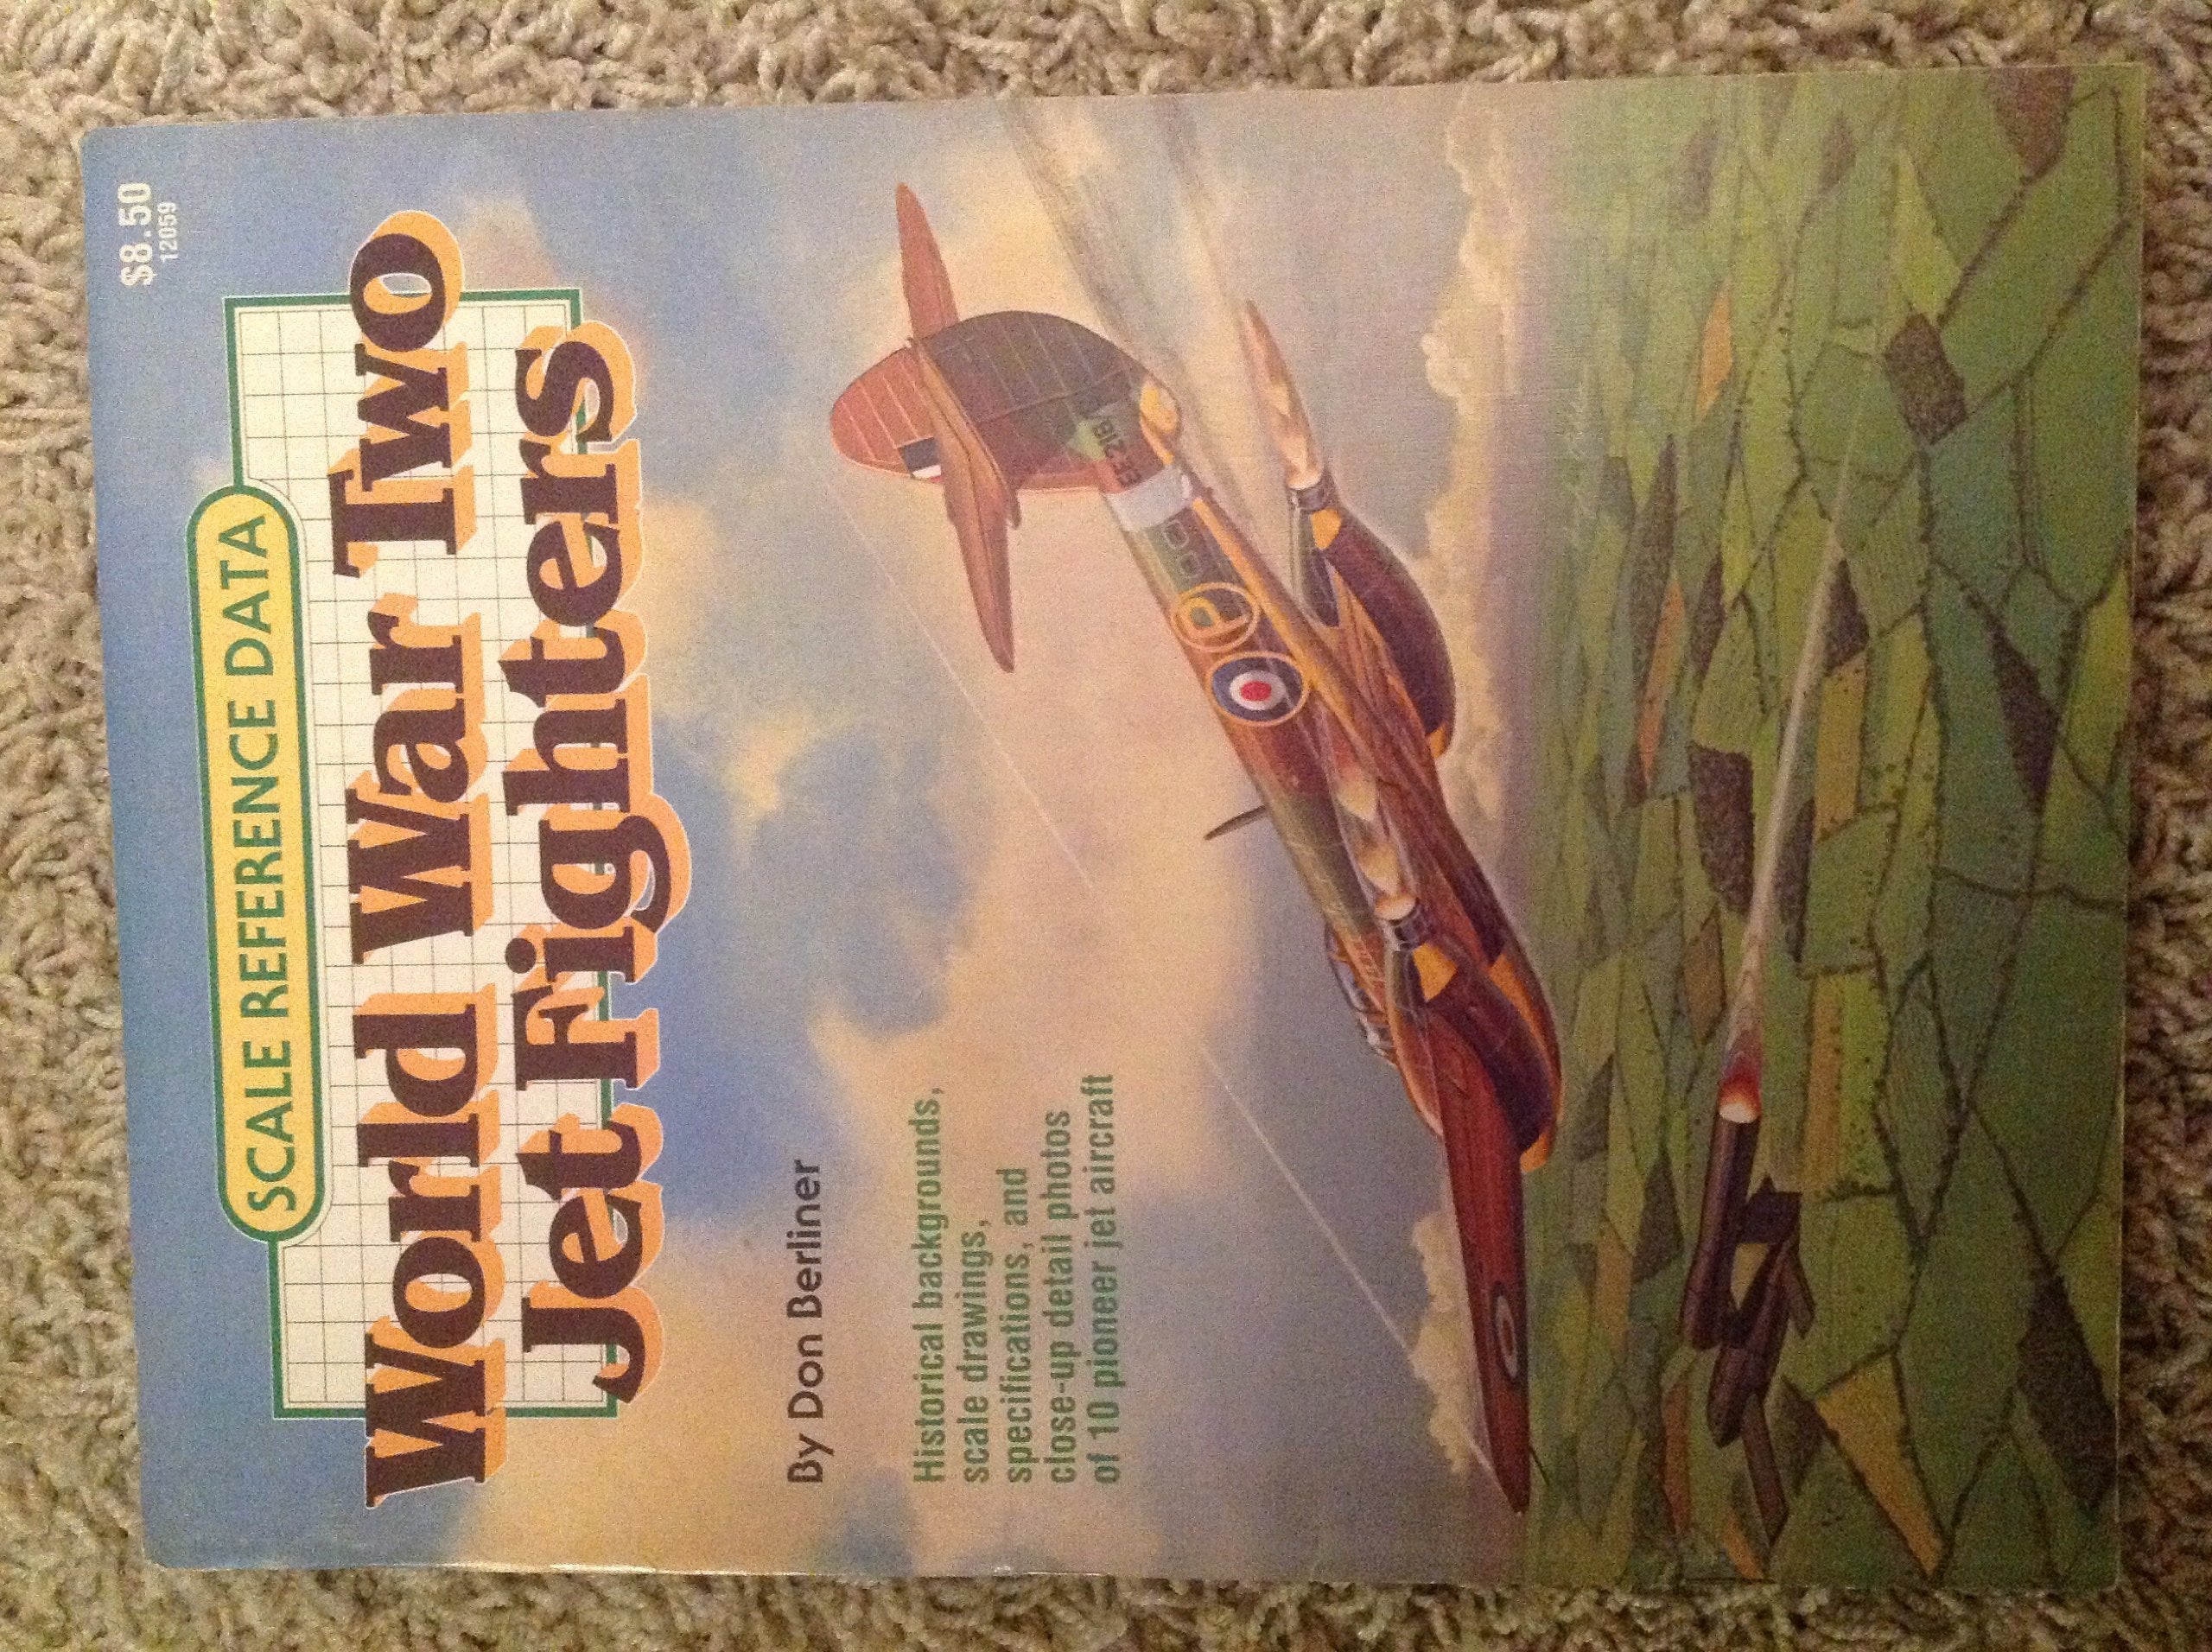 $8.50
12059
SCALE REFERENCE DATA
World War Two
Jet Fighters
By Don Berliner
Historical backgrounds,
scale drawings,
specifications, and
close-up detail photos
of 10 pioneer jet aircraft
P